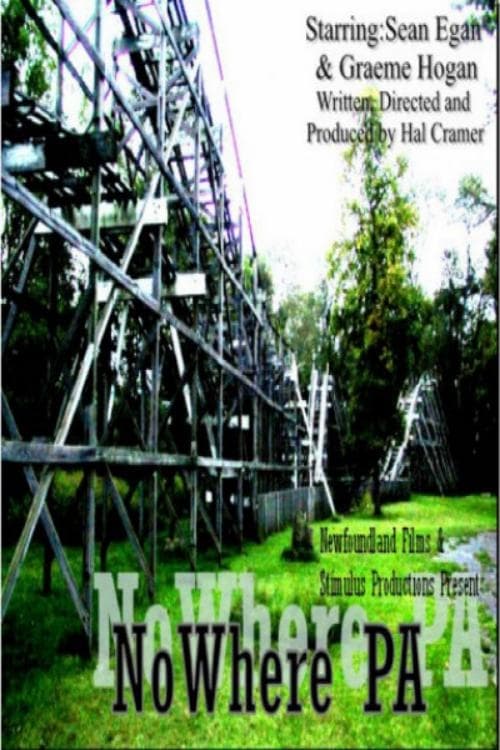 Starring:Sean Egan
& Graeme Hogan
Written, Directed and
Produced by Hal Cramer
Newfoundland Films &
Stimulus Productions Present
NoWhere PA
NoWhere PA